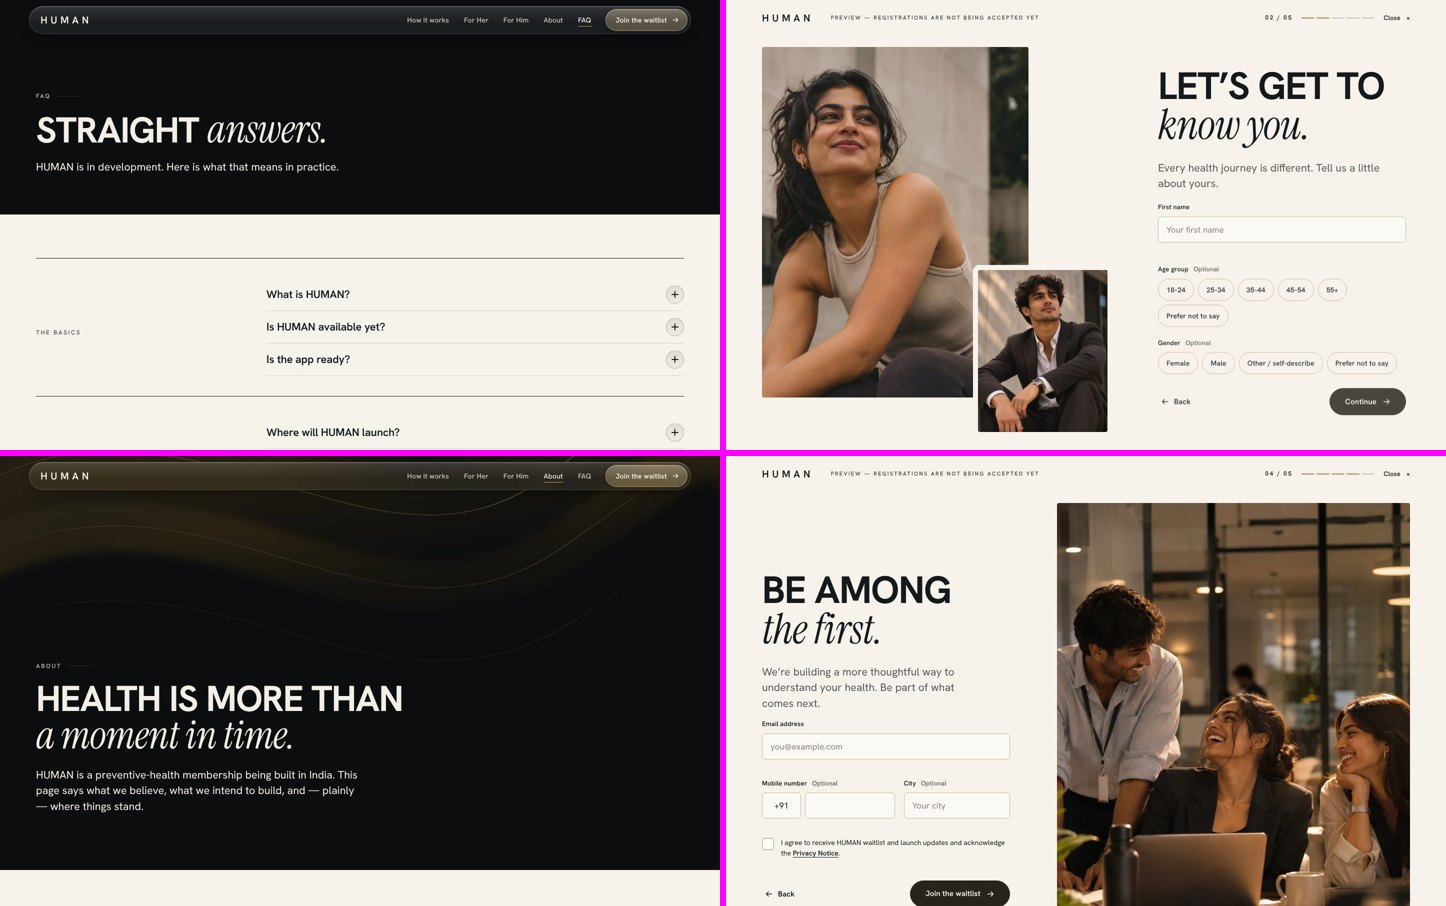 HUMAN
How it works
For Her
For Him
About
FAQ
Join the waitlist →
FAQ
STRAIGHT answers.
HUMAN is in development. Here is what that means in practice.
THE BASICS
What is HUMAN?
Is HUMAN available yet?
Is the app ready?
Where will HUMAN launch?
HUMAN
PREVIEW — REGISTRATIONS ARE NOT BEING ACCEPTED YET
02 / 05
Close ×
LET’S GET TO
know you.
Every health journey is different. Tell us a little
about yours.
First name
Your first name
Age group Optional
18–24
25–34
35–44
45–54
55+
Prefer not to say
Gender Optional
Female
Male
Other / self-describe
Prefer not to say
← Back
Continue →
HUMAN
How it works
For Her
For Him
About
FAQ
Join the waitlist →
ABOUT
HEALTH IS MORE THAN
a moment in time.
HUMAN is a preventive-health membership being built in India. This
page says what we believe, what we intend to build, and — plainly
— where things stand.
HUMAN
PREVIEW — REGISTRATIONS ARE NOT BEING ACCEPTED YET
04 / 05
Close ×
BE AMONG
the first.
We’re building a more thoughtful way to
understand your health. Be part of what
comes next.
Email address
you@example.com
Mobile number Optional
City Optional
+91
Your city
I agree to receive HUMAN waitlist and launch updates and acknowledge
the Privacy Notice.
← Back
Join the waitlist →